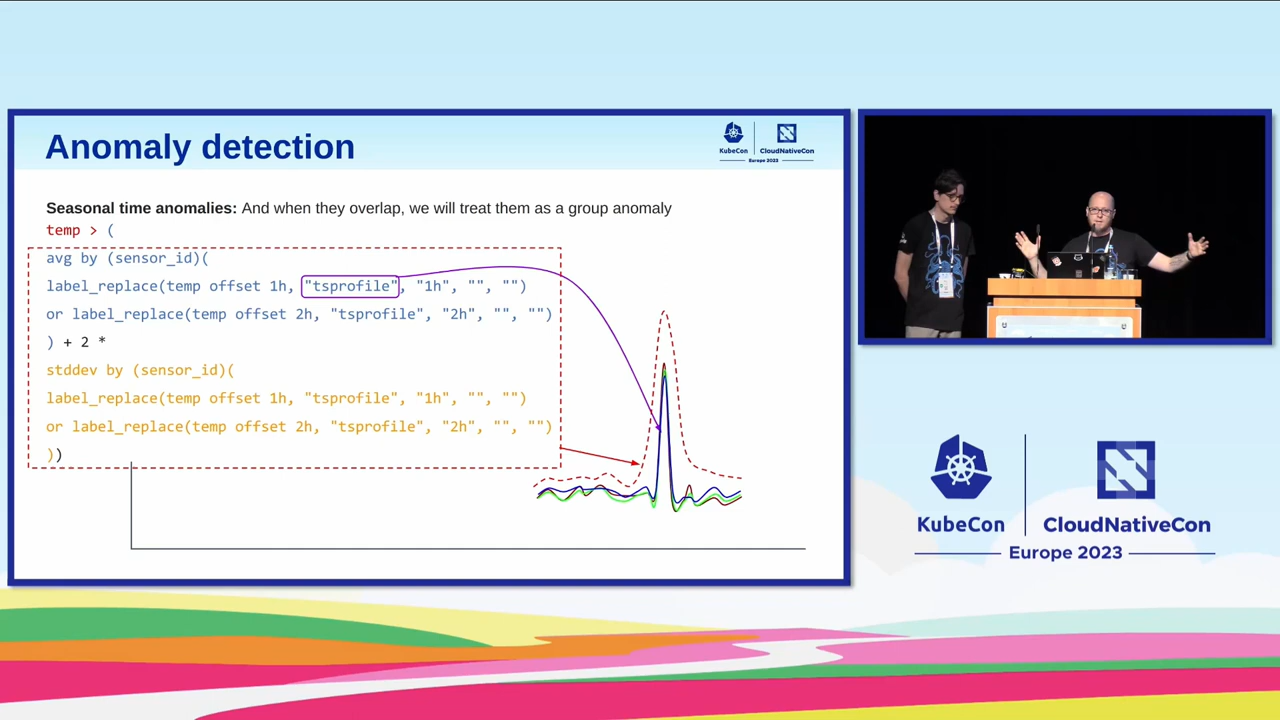 Anomaly detection
KubeCon
CloudNativeCon
Europe 2023
Seasonal time anomalies: And when they overlap, we will treat them as a group anomaly
temp > (
avg by (sensor_id)(
label_replace(temp offset 1h, "tsprofile", "1h", "", "")
or label_replace(temp offset 2h, "tsprofile", "2h", "", "")
) + 2 *
stddev by (sensor_id)(
label_replace(temp offset 1h, "tsprofile", "1h", "", "")
or label_replace(temp offset 2h, "tsprofile", "2h", "", "")
))
KubeCon
CloudNativeCon
Europe 2023